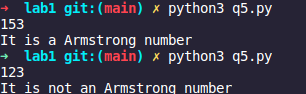 → lab1 git:(main) ✗ python3 q5.py
153
It is a Armstrong number
→ lab1 git:(main) ✗ python3 q5.py
123
It is not an Armstrong number